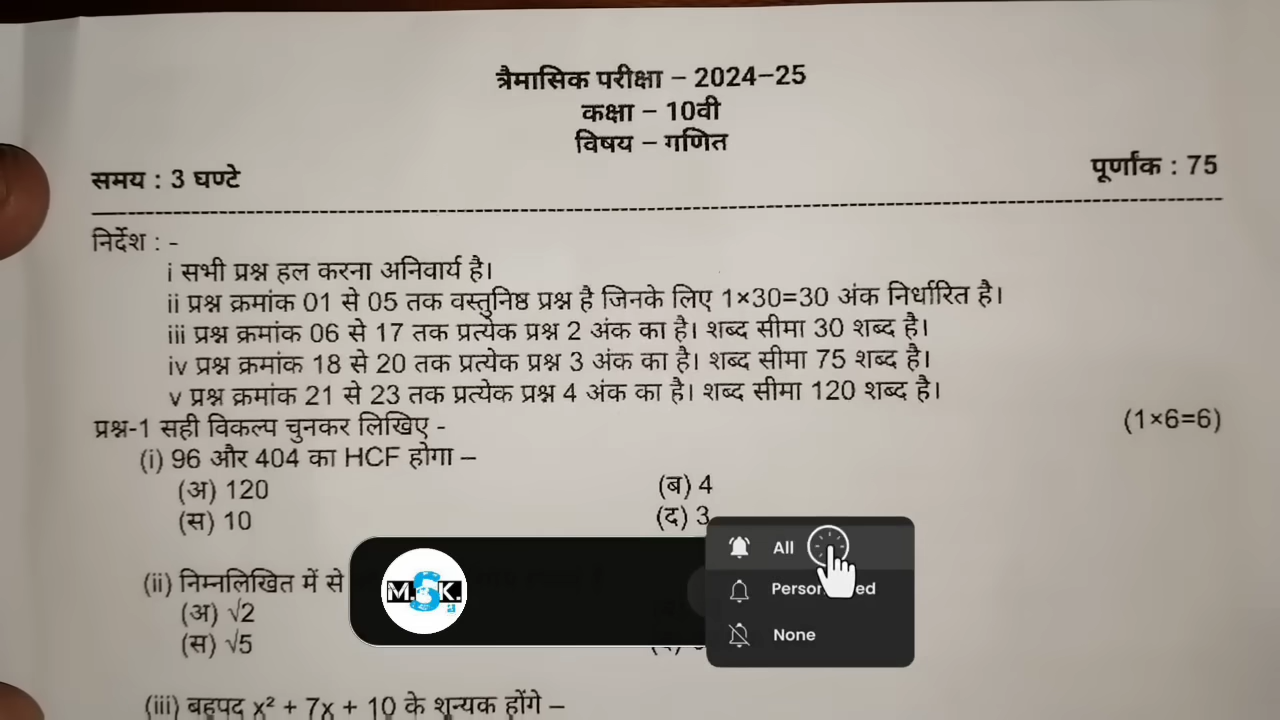 त्रैमासिक परीक्षा – 2024–25
कक्षा – 10वी
विषय – गणित
समय : 3 घण्टे
पूर्णांक : 75
निर्देश : -
i सभी प्रश्न हल करना अनिवार्य है।
ii प्रश्न क्रमांक 01 से 05 तक वस्तुनिष्ठ प्रश्न है जिनके लिए 1×30=30 अंक निर्धारित है।
iii प्रश्न क्रमांक 06 से 17 तक प्रत्येक प्रश्न 2 अंक का है। शब्द सीमा 30 शब्द है।
iv प्रश्न क्रमांक 18 से 20 तक प्रत्येक प्रश्न 3 अंक का है। शब्द सीमा 75 शब्द है।
v प्रश्न क्रमांक 21 से 23 तक प्रत्येक प्रश्न 4 अंक का है। शब्द सीमा 120 शब्द है।
प्रश्न-1 सही विकल्प चुनकर लिखिए - (1×6=6)
(i) 96 और 404 का HCF होगा –
(अ) 120 (ब) 4
(स) 10 (द) 3
All
(ii) निम्नलिखित में से
M.S.K.
None
(अ) √2
(स) √5
(iii) बहुपद x² + 7x + 10 के शून्यक होंगे –